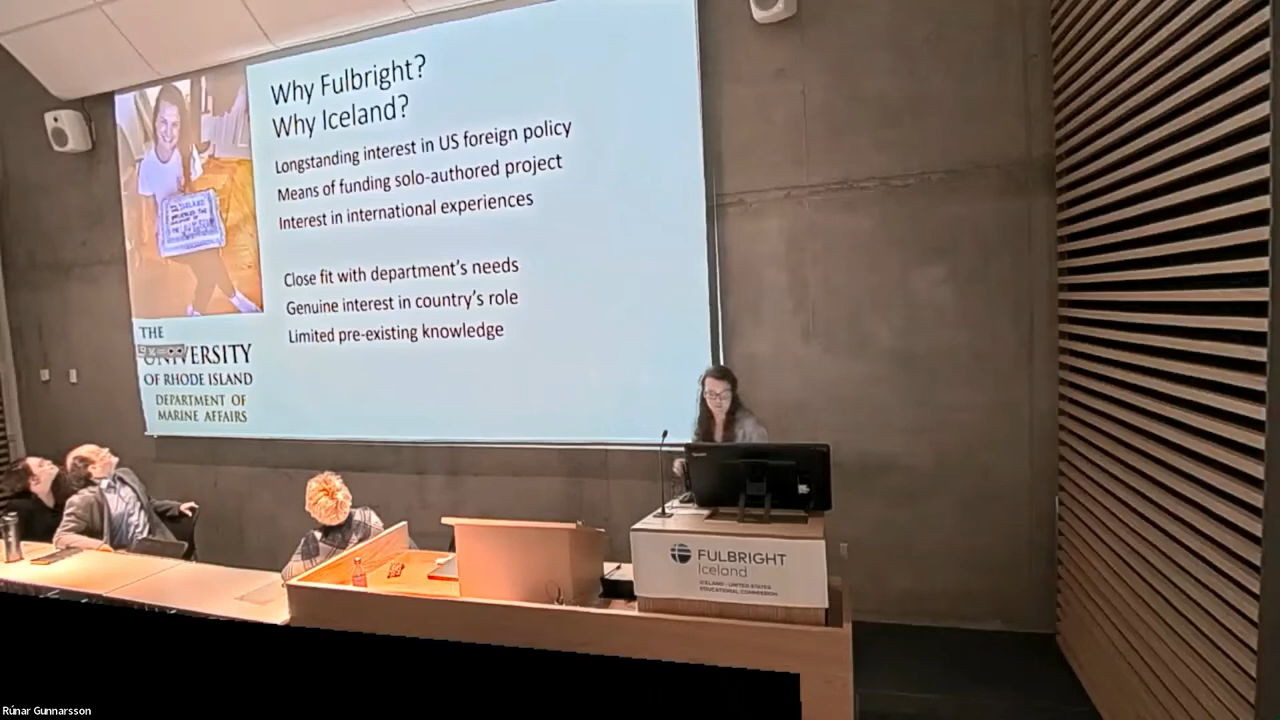 Why Fulbright?
Why Iceland?
Longstanding interest in US foreign policy
Means of funding solo-authored project
Interest in international experiences
Close fit with department's needs
Genuine interest in country's role
Limited pre-existing knowledge
THE
UNIVERSITY
OF RHODE ISLAND
DEPARTMENT OF
MARINE AFFAIRS
FULBRIGHT
Iceland
ICELAND - UNITED STATES
EDUCATIONAL COMMISSION
Rúnar Gunnarsson